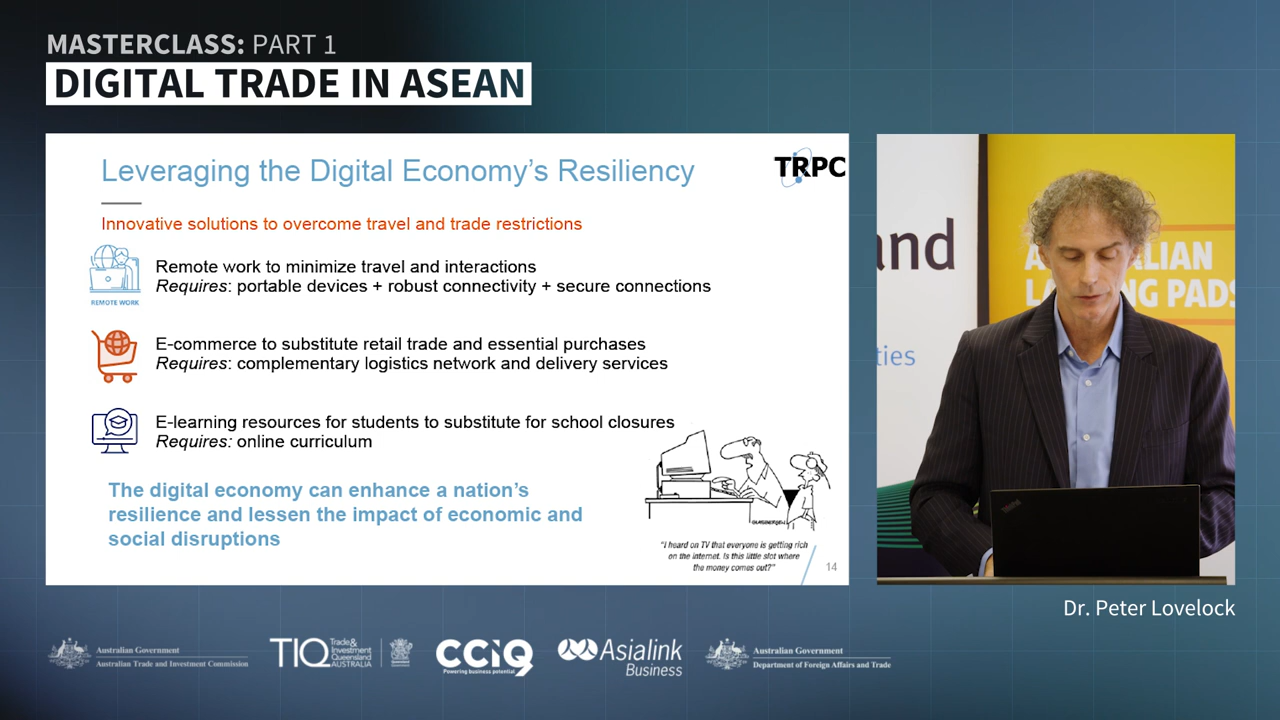 MASTERCLASS: PART 1
DIGITAL TRADE IN ASEAN
Leveraging the Digital Economy's Resiliency
TRPC
Innovative solutions to overcome travel and trade restrictions
Remote work to minimize travel and interactions
Requires: portable devices + robust connectivity + secure connections
REMOTE WORK
E-commerce to substitute retail trade and essential purchases
Requires: complementary logistics network and delivery services
E-learning resources for students to substitute for school closures
Requires: online curriculum
The digital economy can enhance a nation's
resilience and lessen the impact of economic and
social disruptions
GLASBERGEN
"I heard on TV that everyone is getting rich
on the internet. Is this little slot where
the money comes out?"
14
and
ties
ThinkPad
Dr. Peter Lovelock
Australian Government
Australian Trade and Investment Commission
TIQ
Trade&
Investment
Queensland
AUSTRALIA
CCIQ
Powering business potential
Asialink
Business
Australian Government
Department of Foreign Affairs and Trade